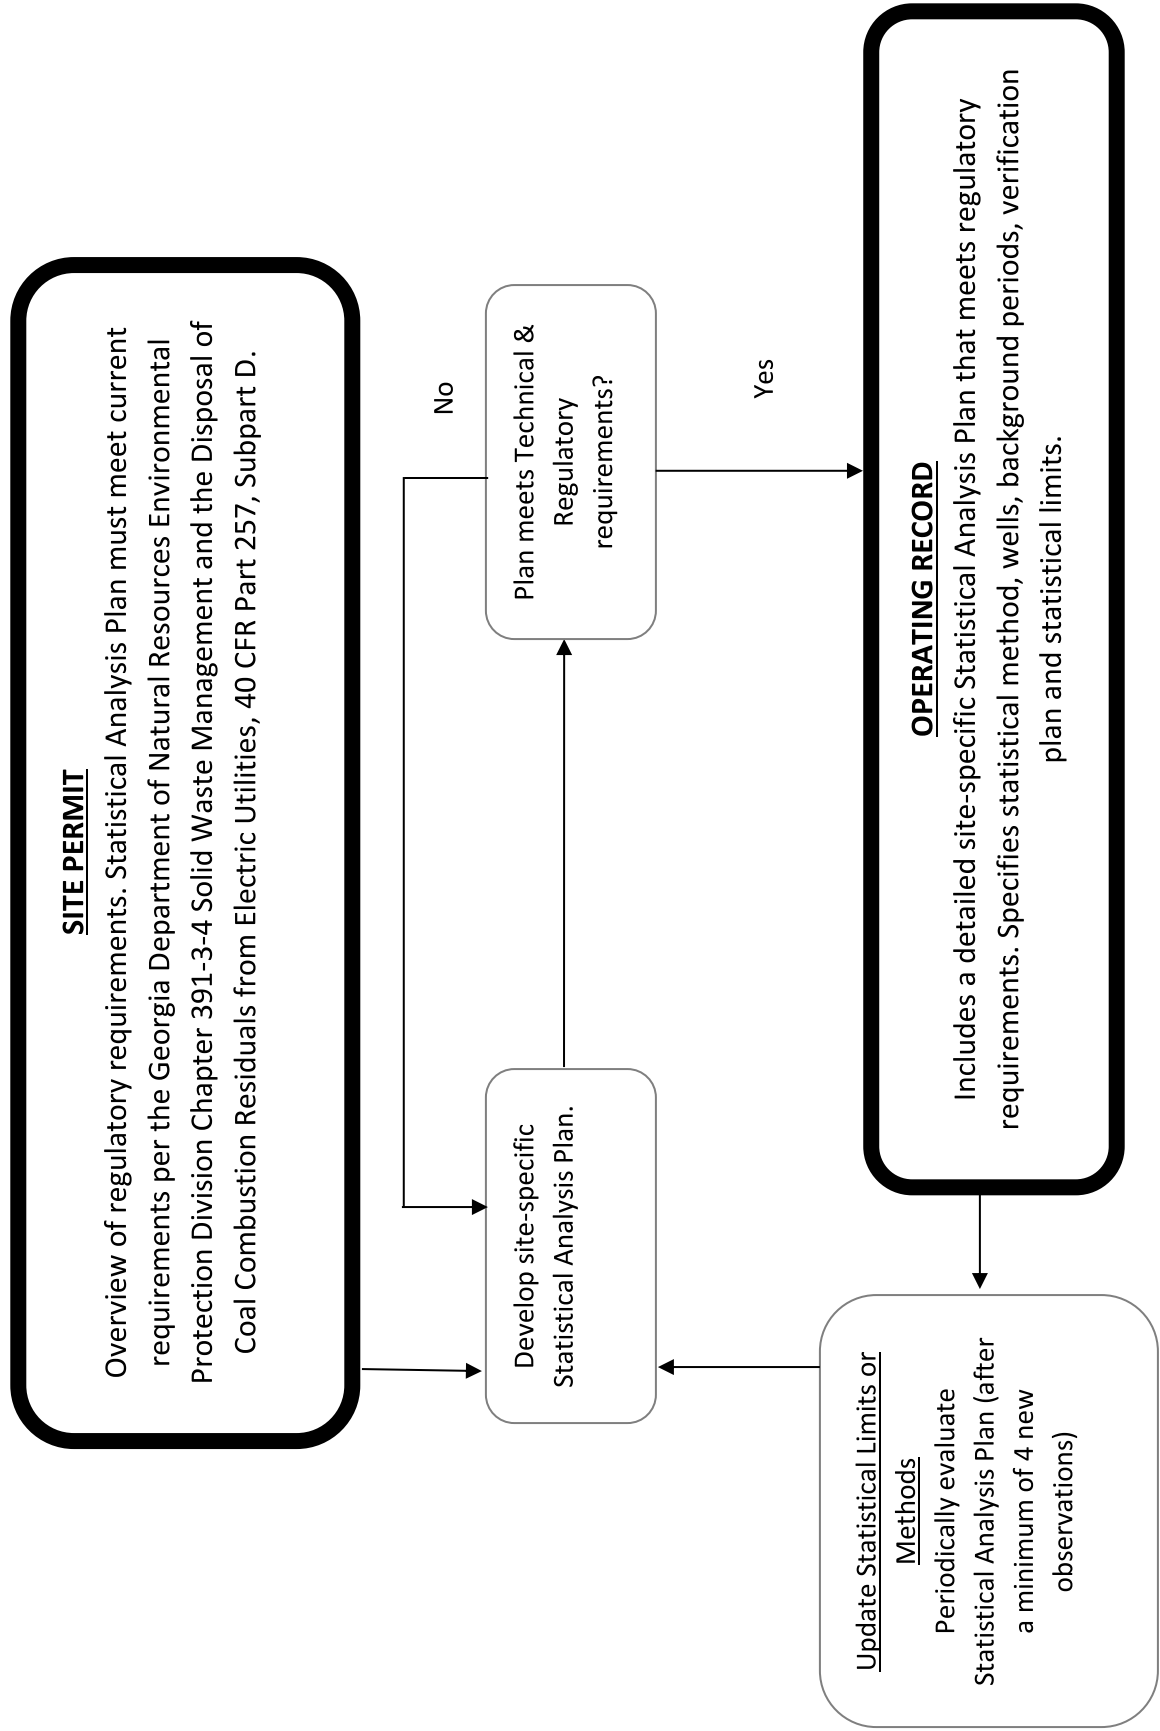 SITE PERMIT
Overview of regulatory requirements. Statistical Analysis Plan must meet current
requirements per the Georgia Department of Natural Resources Environmental
Protection Division Chapter 391-3-4 Solid Waste Management and the Disposal of
Coal Combustion Residuals from Electric Utilities, 40 CFR Part 257, Subpart D.
No
Develop site-specific
Statistical Analysis Plan.
Plan meets Technical &
Regulatory
requirements?
Yes
Update Statistical Limits or
Methods
Periodically evaluate
Statistical Analysis Plan (after
a minimum of 4 new
observations)
OPERATING RECORD
Includes a detailed site-specific Statistical Analysis Plan that meets regulatory
requirements. Specifies statistical method, wells, background periods, verification
plan and statistical limits.